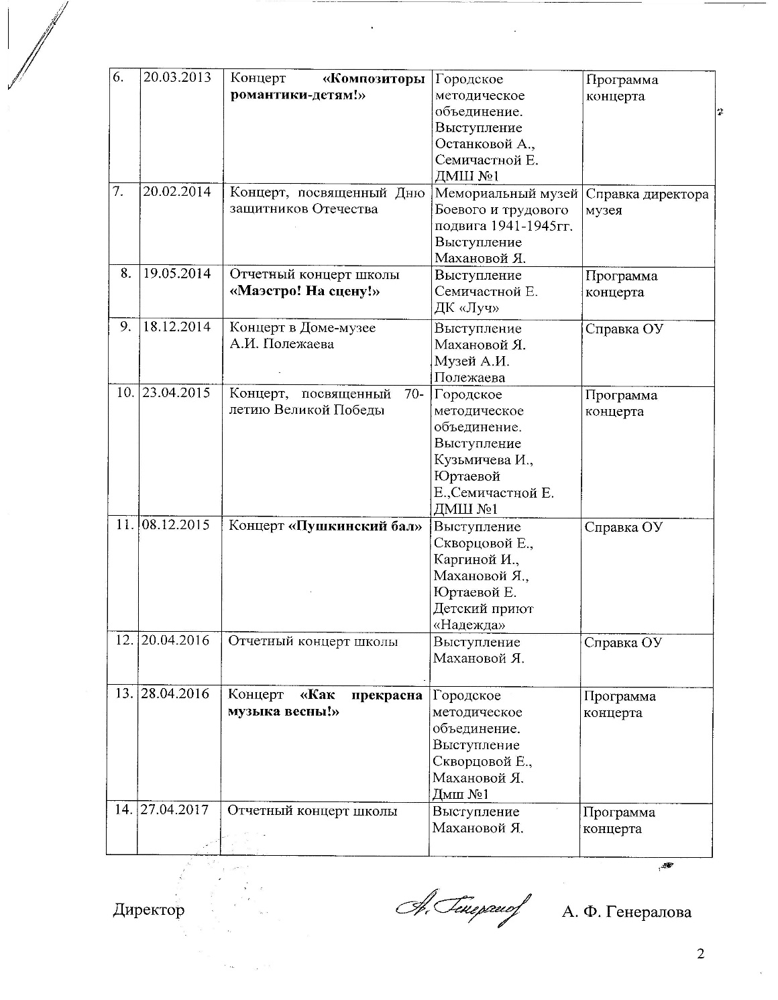 6.
20.03.2013
Концерт «Композиторы
романтики-детям!»
Городское
методическое
объединение.
Выступление
Останковой А.,
Семичастной Е.
ДМШ №1
Программа
концерта
7.
20.02.2014
Концерт, посвященный Дню
защитников Отечества
Мемориальный музей
Боевого и трудового
подвига 1941-1945гг.
Выступление
Махановой Я.
Справка директора
музея
8.
19.05.2014
Отчетный концерт школы
«Маэстро! На сцену!»
Выступление
Семичастной Е.
ДК «Луч»
Программа
концерта
9.
18.12.2014
Концерт в Доме-музее
А.И. Полежаева
Выступление
Махановой Я.
Музей А.И.
Полежаева
Справка ОУ
10.
23.04.2015
Концерт, посвященный 70-
летию Великой Победы
Городское
методическое
объединение.
Выступление
Кузьмичева И.,
Юртаевой
Е.,Семичастной Е.
ДМШ №1
Программа
концерта
11.
08.12.2015
Концерт «Пушкинский бал»
Выступление
Скворцовой Е.,
Каргиной И.,
Махановой Я.,
Юртаевой Е.
Детский приют
«Надежда»
Справка ОУ
12.
20.04.2016
Отчетный концерт школы
Выступление
Махановой Я.
Справка ОУ
13.
28.04.2016
Концерт «Как прекрасна
музыка весны!»
Городское
методическое
объединение.
Выступление
Скворцовой Е.,
Махановой Я.
Дмш №1
Программа
концерта
14.
27.04.2017
Отчетный концерт школы
Выступление
Махановой Я.
Программа
концерта
Директор
А. Ф. Генералова
2